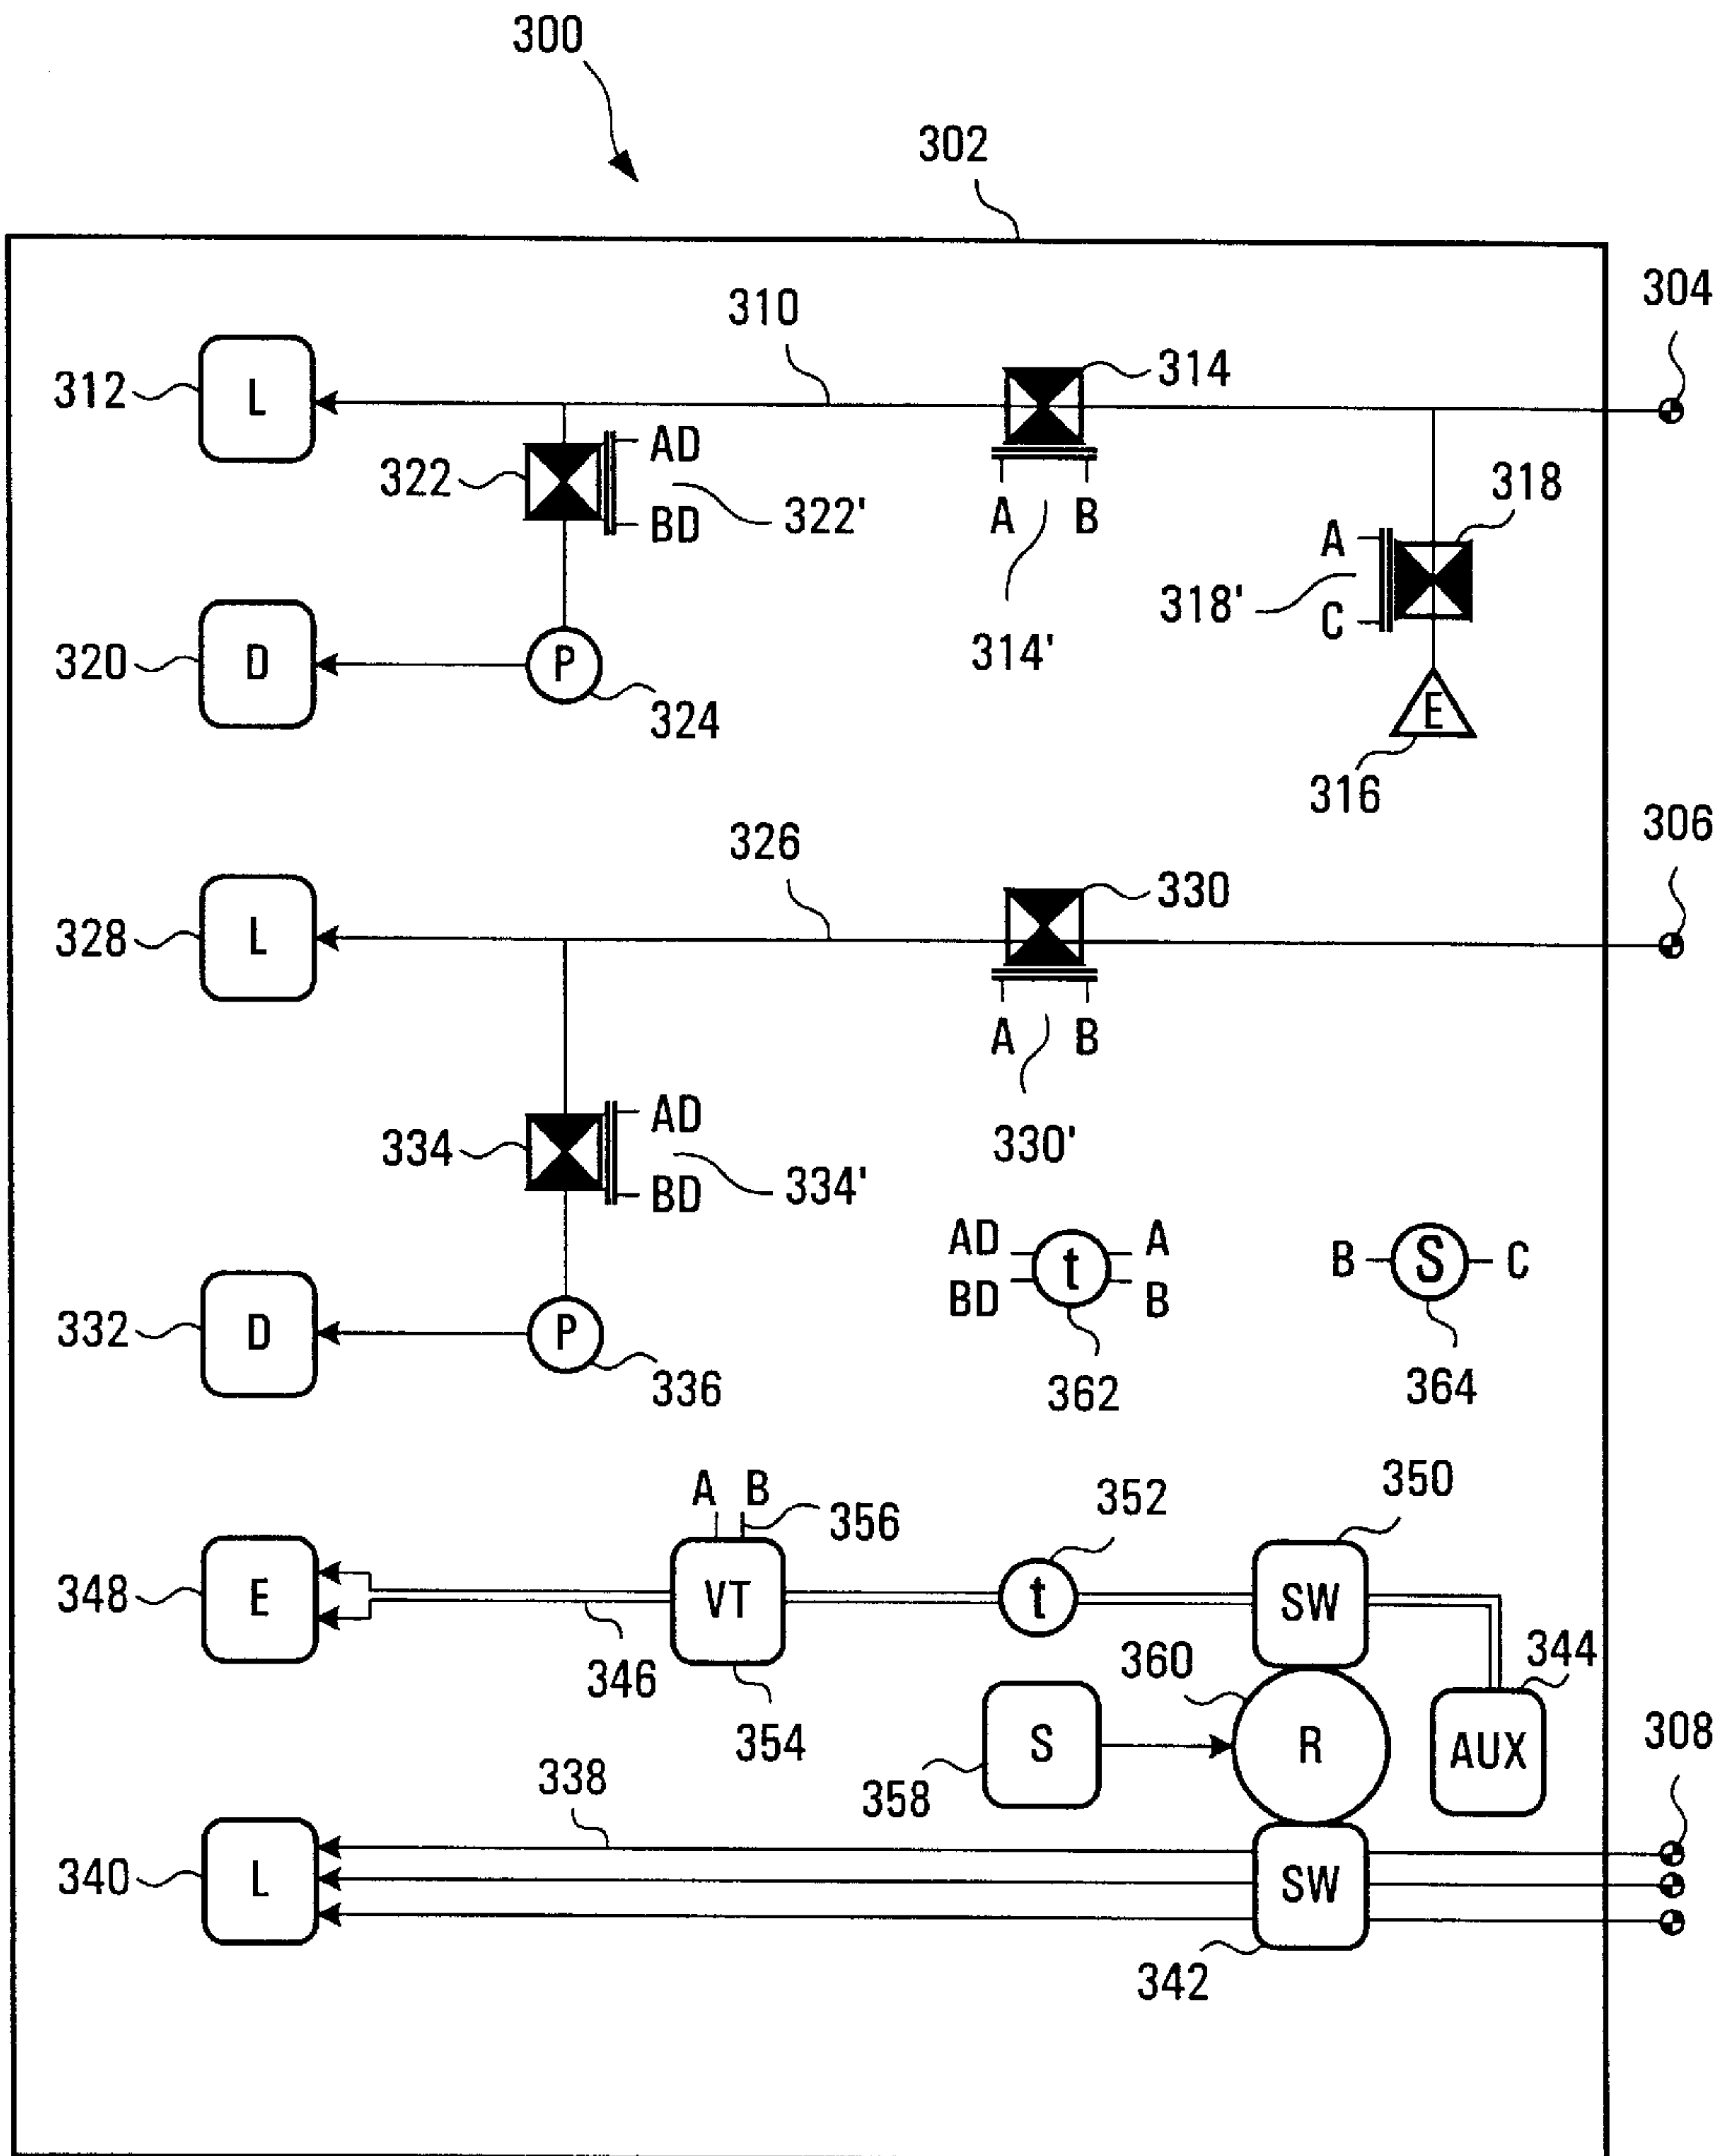 300
302
304
310
312 L
314
AD
322
322'
BD
A B
318
A
318'
C
314'
320 D
P
324
E
316
306
326
330
328 L
A B
330'
AD
334
334'
BD
AD t A
BD B
B S C
332 D
P
336
362
364
350
A B
356
352
348 E
VT
t
SW
346
354
360
344
S
R
AUX
308
358
338
340 L
SW
342